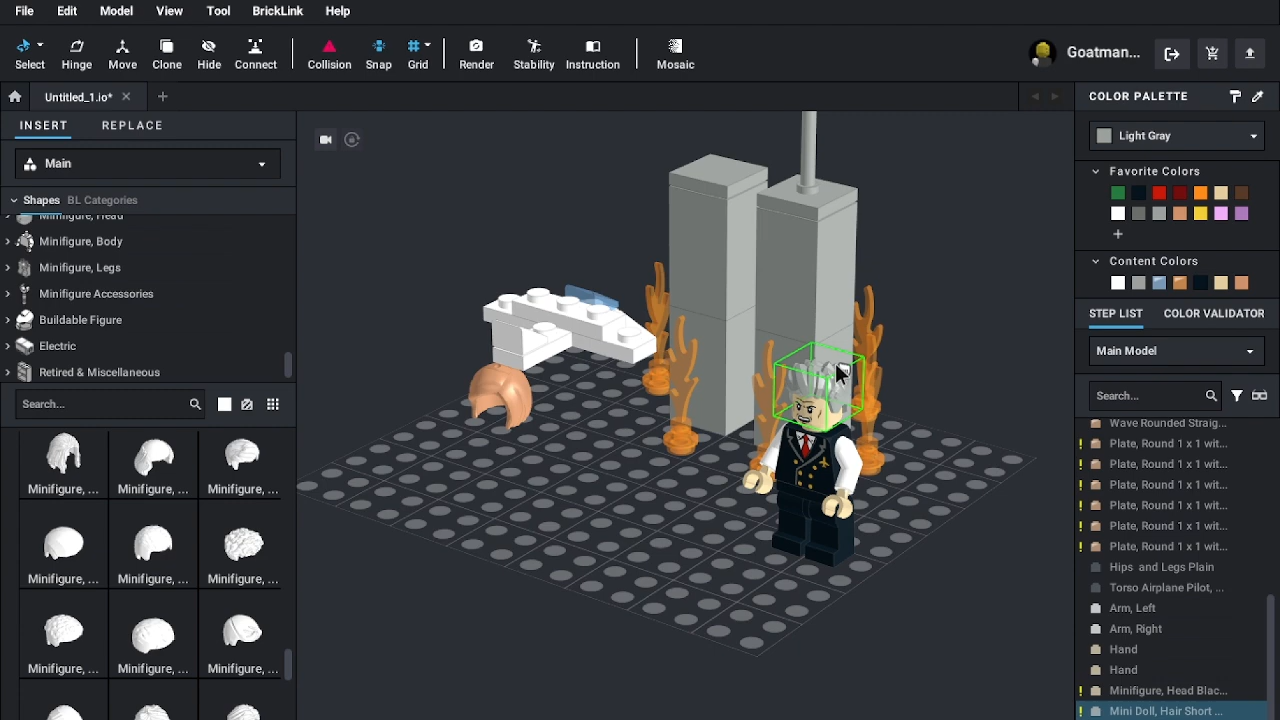 File Edit Model View Tool BrickLink Help
Select Hinge Move Clone Hide Connect Collision Snap Grid Render Stability Instruction Mosaic Goatman...
Untitled_1.io*
INSERT REPLACE
Main
Shapes BL Categories
Minifigure, Head
Minifigure, Body
Minifigure, Legs
Minifigure Accessories
Buildable Figure
Electric
Retired & Miscellaneous
Search...
Minifigure, ... Minifigure, ... Minifigure, ...
Minifigure, ... Minifigure, ... Minifigure, ...
Minifigure, ... Minifigure, ... Minifigure, ...
COLOR PALETTE
Light Gray
Favorite Colors
Content Colors
STEP LIST COLOR VALIDATOR
Main Model
Search...
Wave Rounded Straig...
Plate, Round 1 x 1 wit...
Plate, Round 1 x 1 wit...
Plate, Round 1 x 1 wit...
Plate, Round 1 x 1 wit...
Plate, Round 1 x 1 wit...
Plate, Round 1 x 1 wit...
Hips and Legs Plain
Torso Airplane Pilot, ...
Arm, Left
Arm, Right
Hand
Hand
Minifigure, Head Blac...
Mini Doll, Hair Short ...